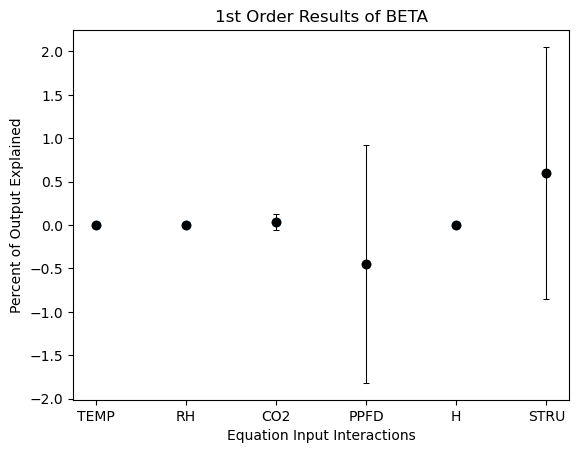 1st Order Results of BETA
Percent of Output Explained
2.0
1.5
1.0
0.5
0.0
−0.5
−1.0
−1.5
−2.0
TEMP RH CO2 PPFD H STRU
Equation Input Interactions